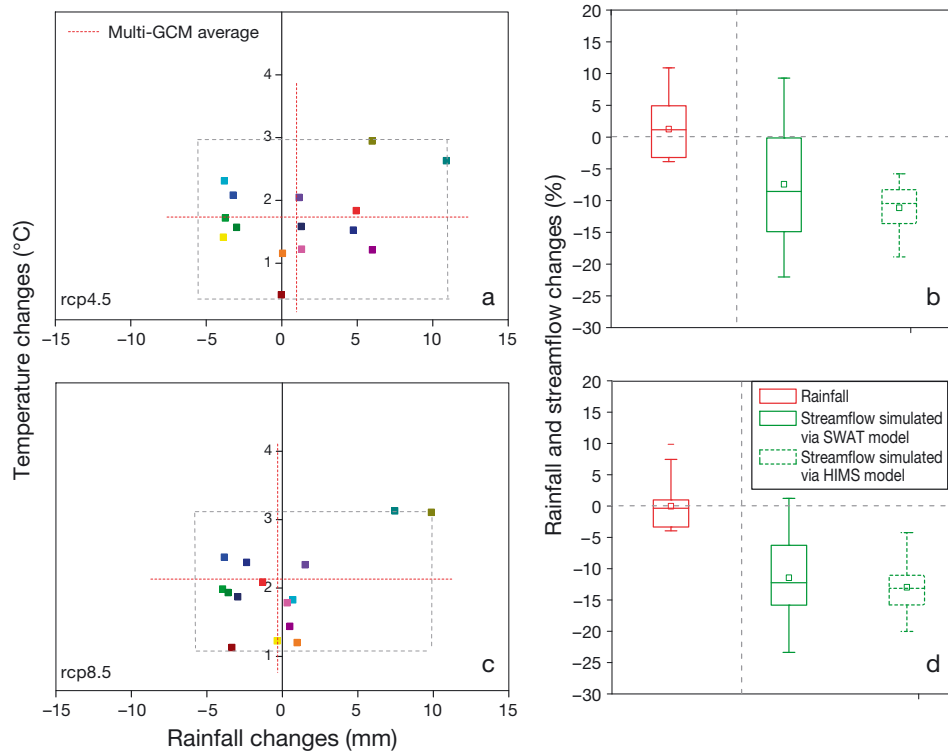 Multi-GCM average
4
3
2
1
rcp4.5
a
−15
−10
−5
0
5
10
15
Temperature changes (°C)
4
3
2
1
rcp8.5
c
−15
−10
−5
0
5
10
15
Rainfall changes (mm)
20
15
10
5
0
−5
−10
−15
−20
−25
−30
b
Rainfall and streamflow changes (%)
20
15
10
5
0
−5
−10
−15
−20
−25
−30
Rainfall
Streamflow simulated
via SWAT model
Streamflow simulated
via HIMS model
d